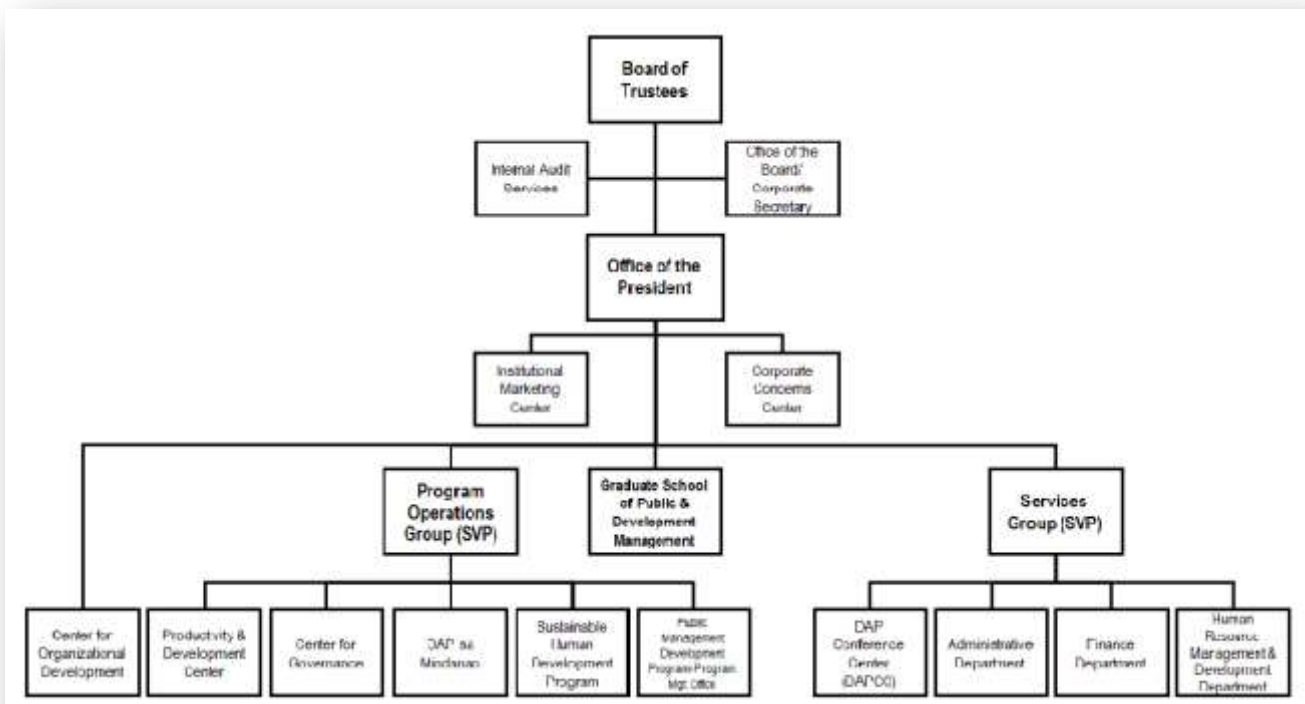 Board of
Trustees
Internal Audit
Services
Office of the
Board/
Corporate
Secretary
Office of the
President
Institutional
Marketing
Center
Corporate
Concerns
Center
Program
Operations
Group (SVP)
Graduate School
of Public &
Development
Management
Services
Group (SVP)
Center for
Organizational
Development
Productivity &
Development
Center
Center for
Governance
DAP sa
Mindanao
Sustainable
Human
Development
Program
Public
Management
Development
Program-Program
Mgt. Office
DAP
Conference
Center
(DAPCC)
Administrative
Department
Finance
Department
Human
Resource
Management &
Development
Department